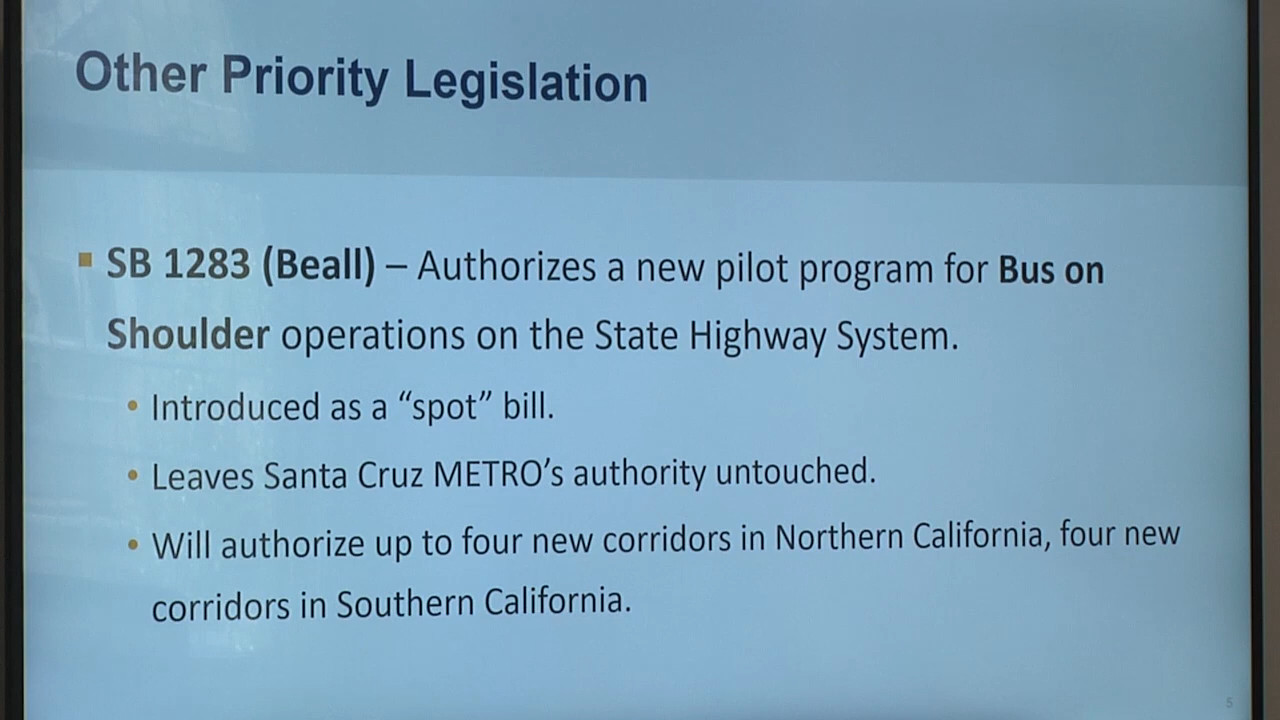 Other Priority Legislation
SB 1283 (Beall) – Authorizes a new pilot program for Bus on
Shoulder operations on the State Highway System.
• Introduced as a “spot” bill.
• Leaves Santa Cruz METRO’s authority untouched.
• Will authorize up to four new corridors in Northern California, four new
corridors in Southern California.
5